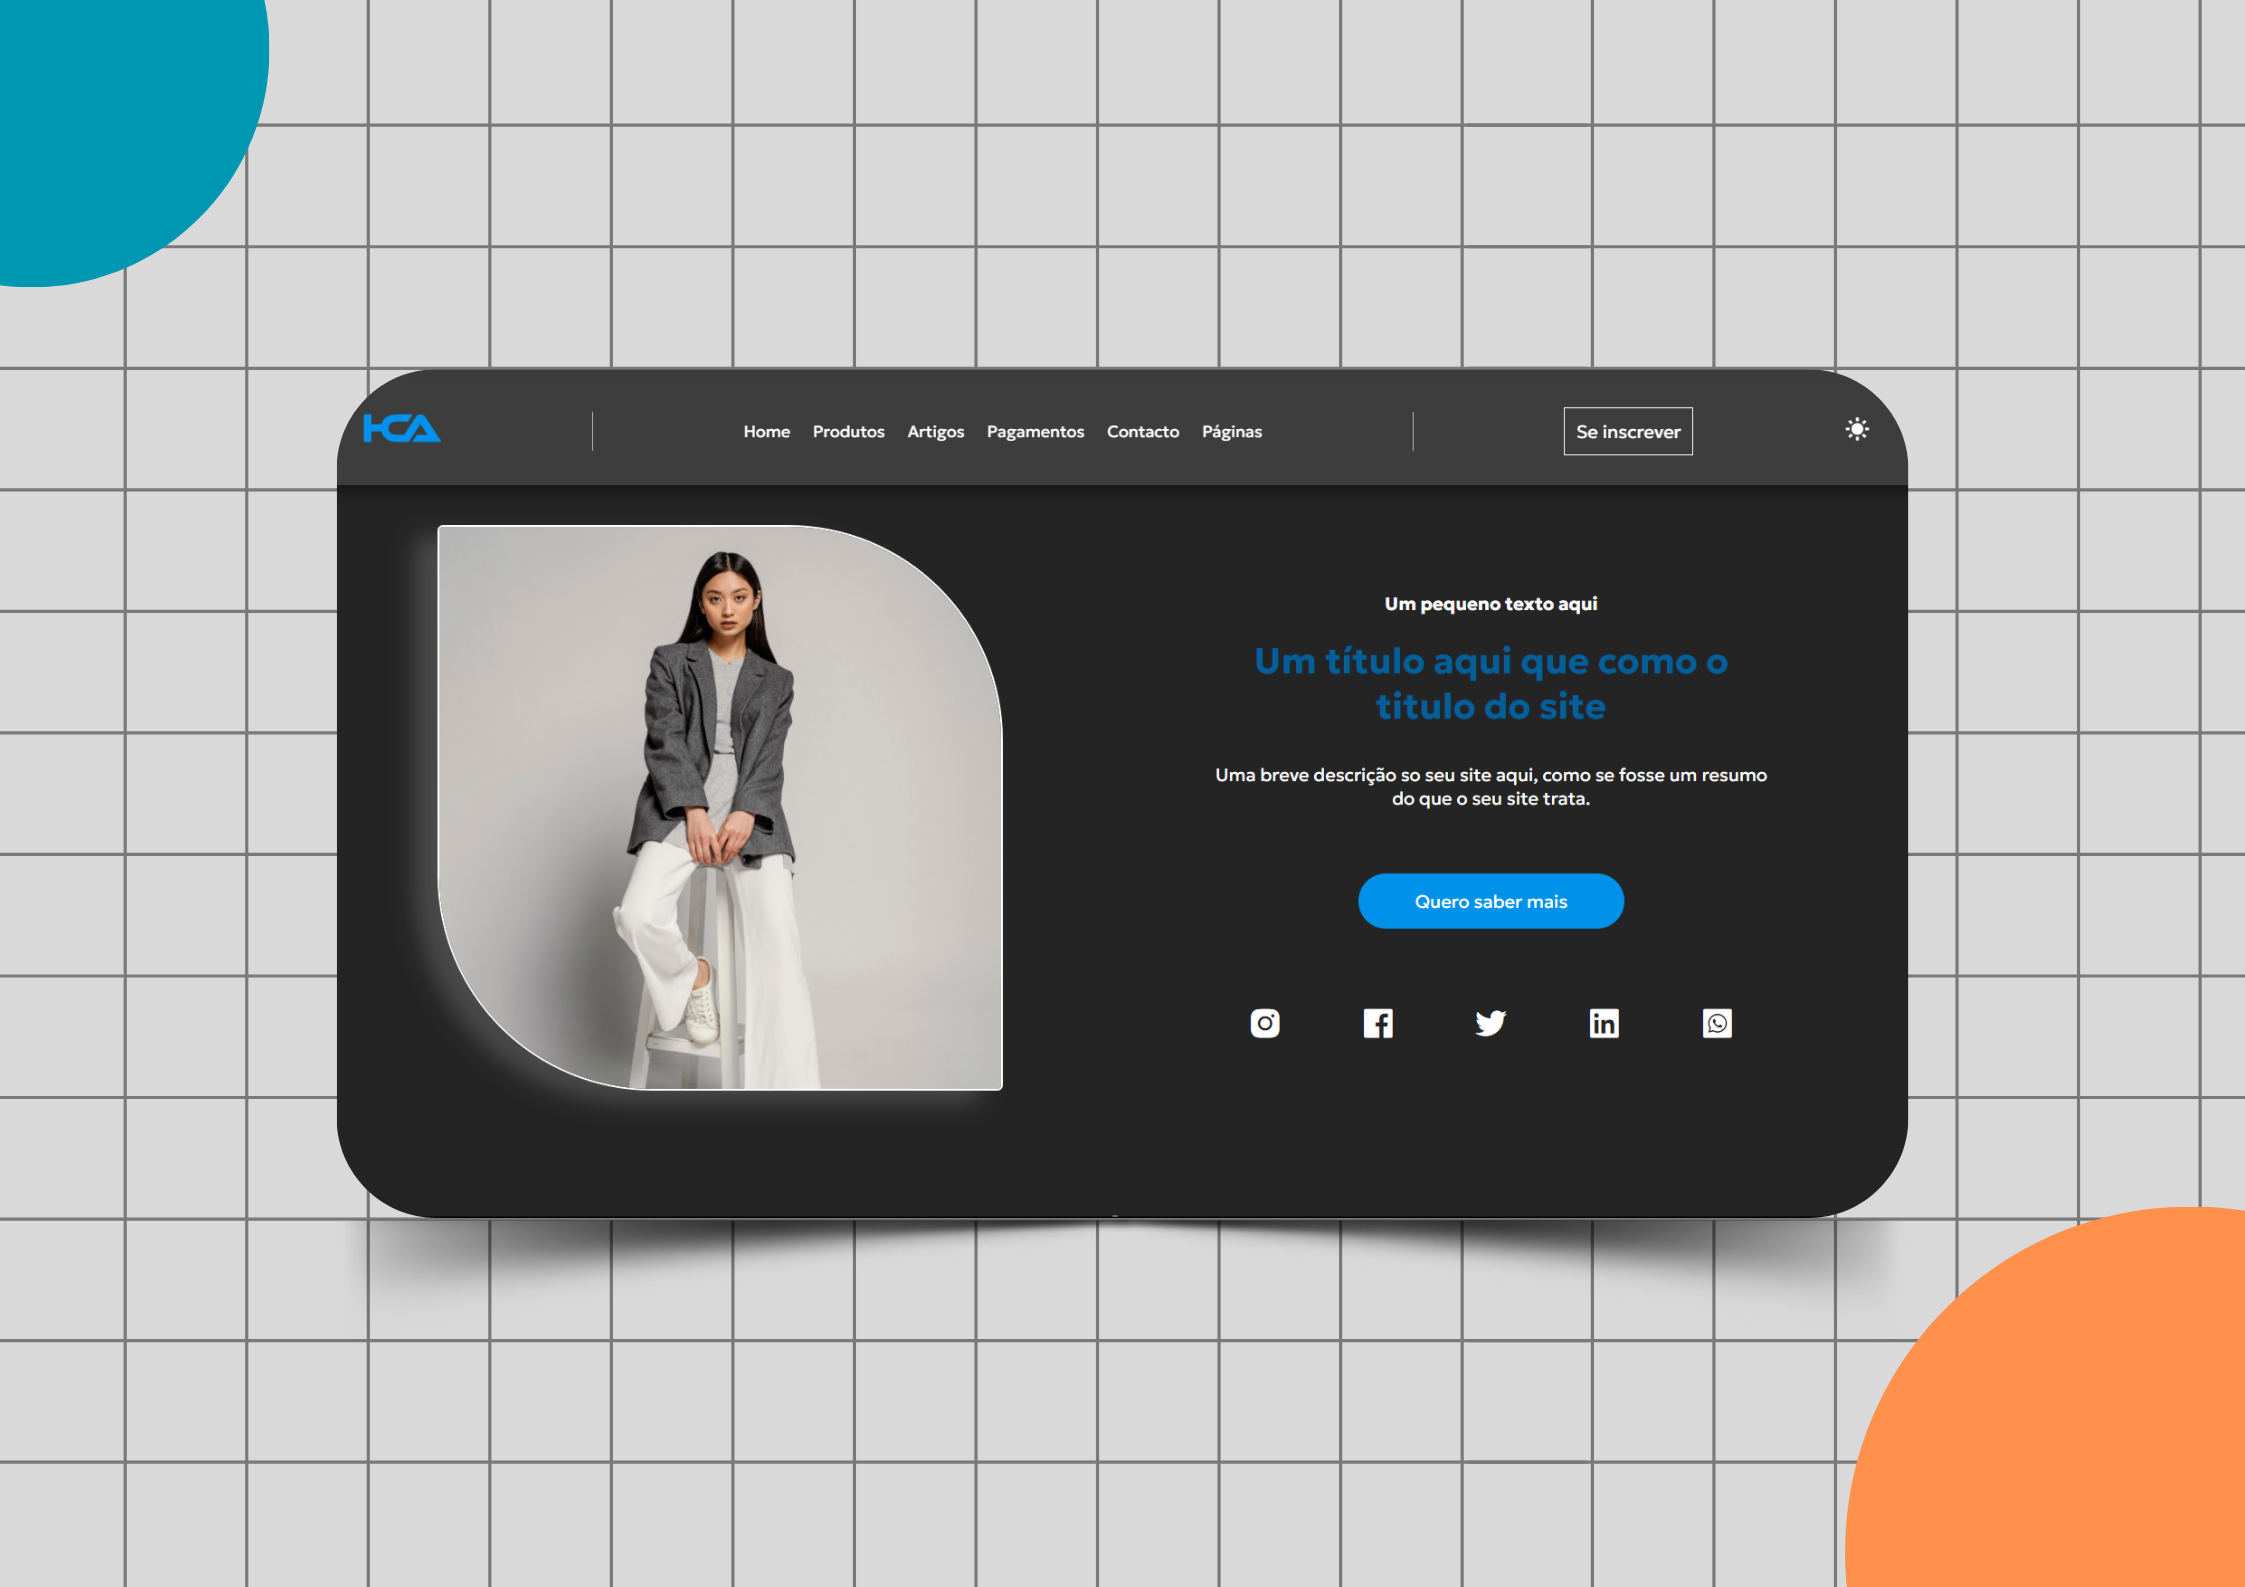 HCA
Home Produtos Artigos Pagamentos Contacto Páginas
Se inscrever
Um pequeno texto aqui
Um título aqui que como o
titulo do site
Uma breve descrição so seu site aqui, como se fosse um resumo
do que o seu site trata.
Quero saber mais